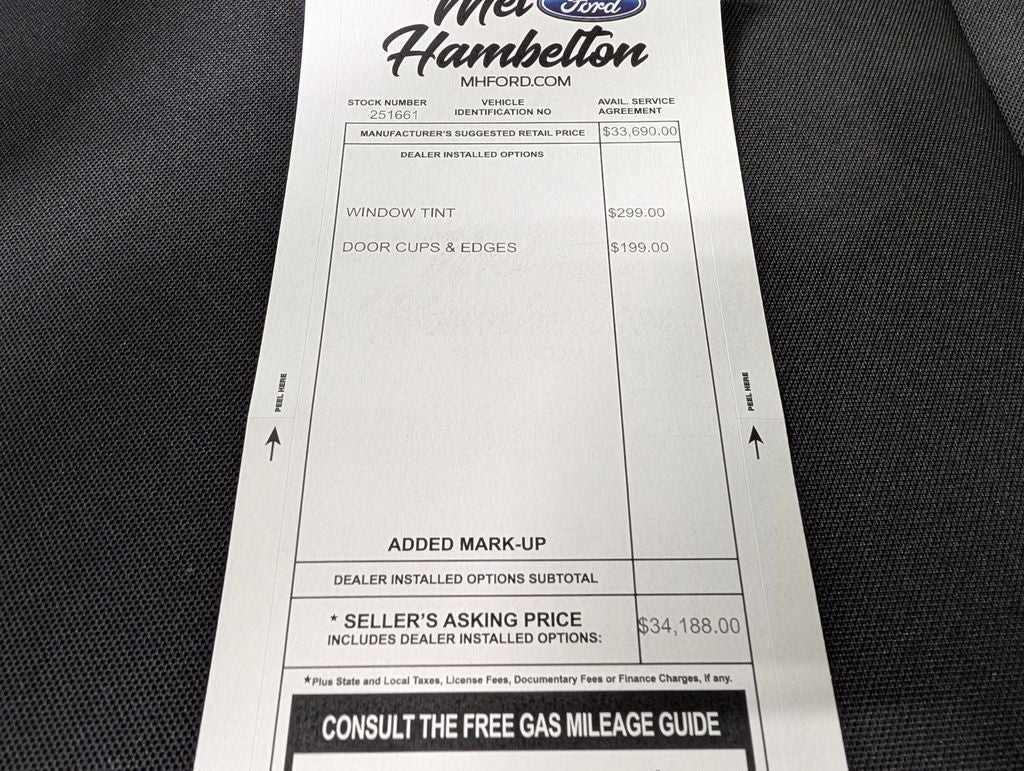 Mel Ford
Hambelton
MHFORD.COM
STOCK NUMBER VEHICLE IDENTIFICATION NO AVAIL. SERVICE AGREEMENT
251661
MANUFACTURER'S SUGGESTED RETAIL PRICE $33,690.00
DEALER INSTALLED OPTIONS
WINDOW TINT $299.00
DOOR CUPS & EDGES $199.00
PEEL HERE PEEL HERE
ADDED MARK-UP
DEALER INSTALLED OPTIONS SUBTOTAL
* SELLER'S ASKING PRICE $34,188.00
INCLUDES DEALER INSTALLED OPTIONS:
*Plus State and Local Taxes, License Fees, Documentary Fees or Finance Charges, if any.
CONSULT THE FREE GAS MILEAGE GUIDE